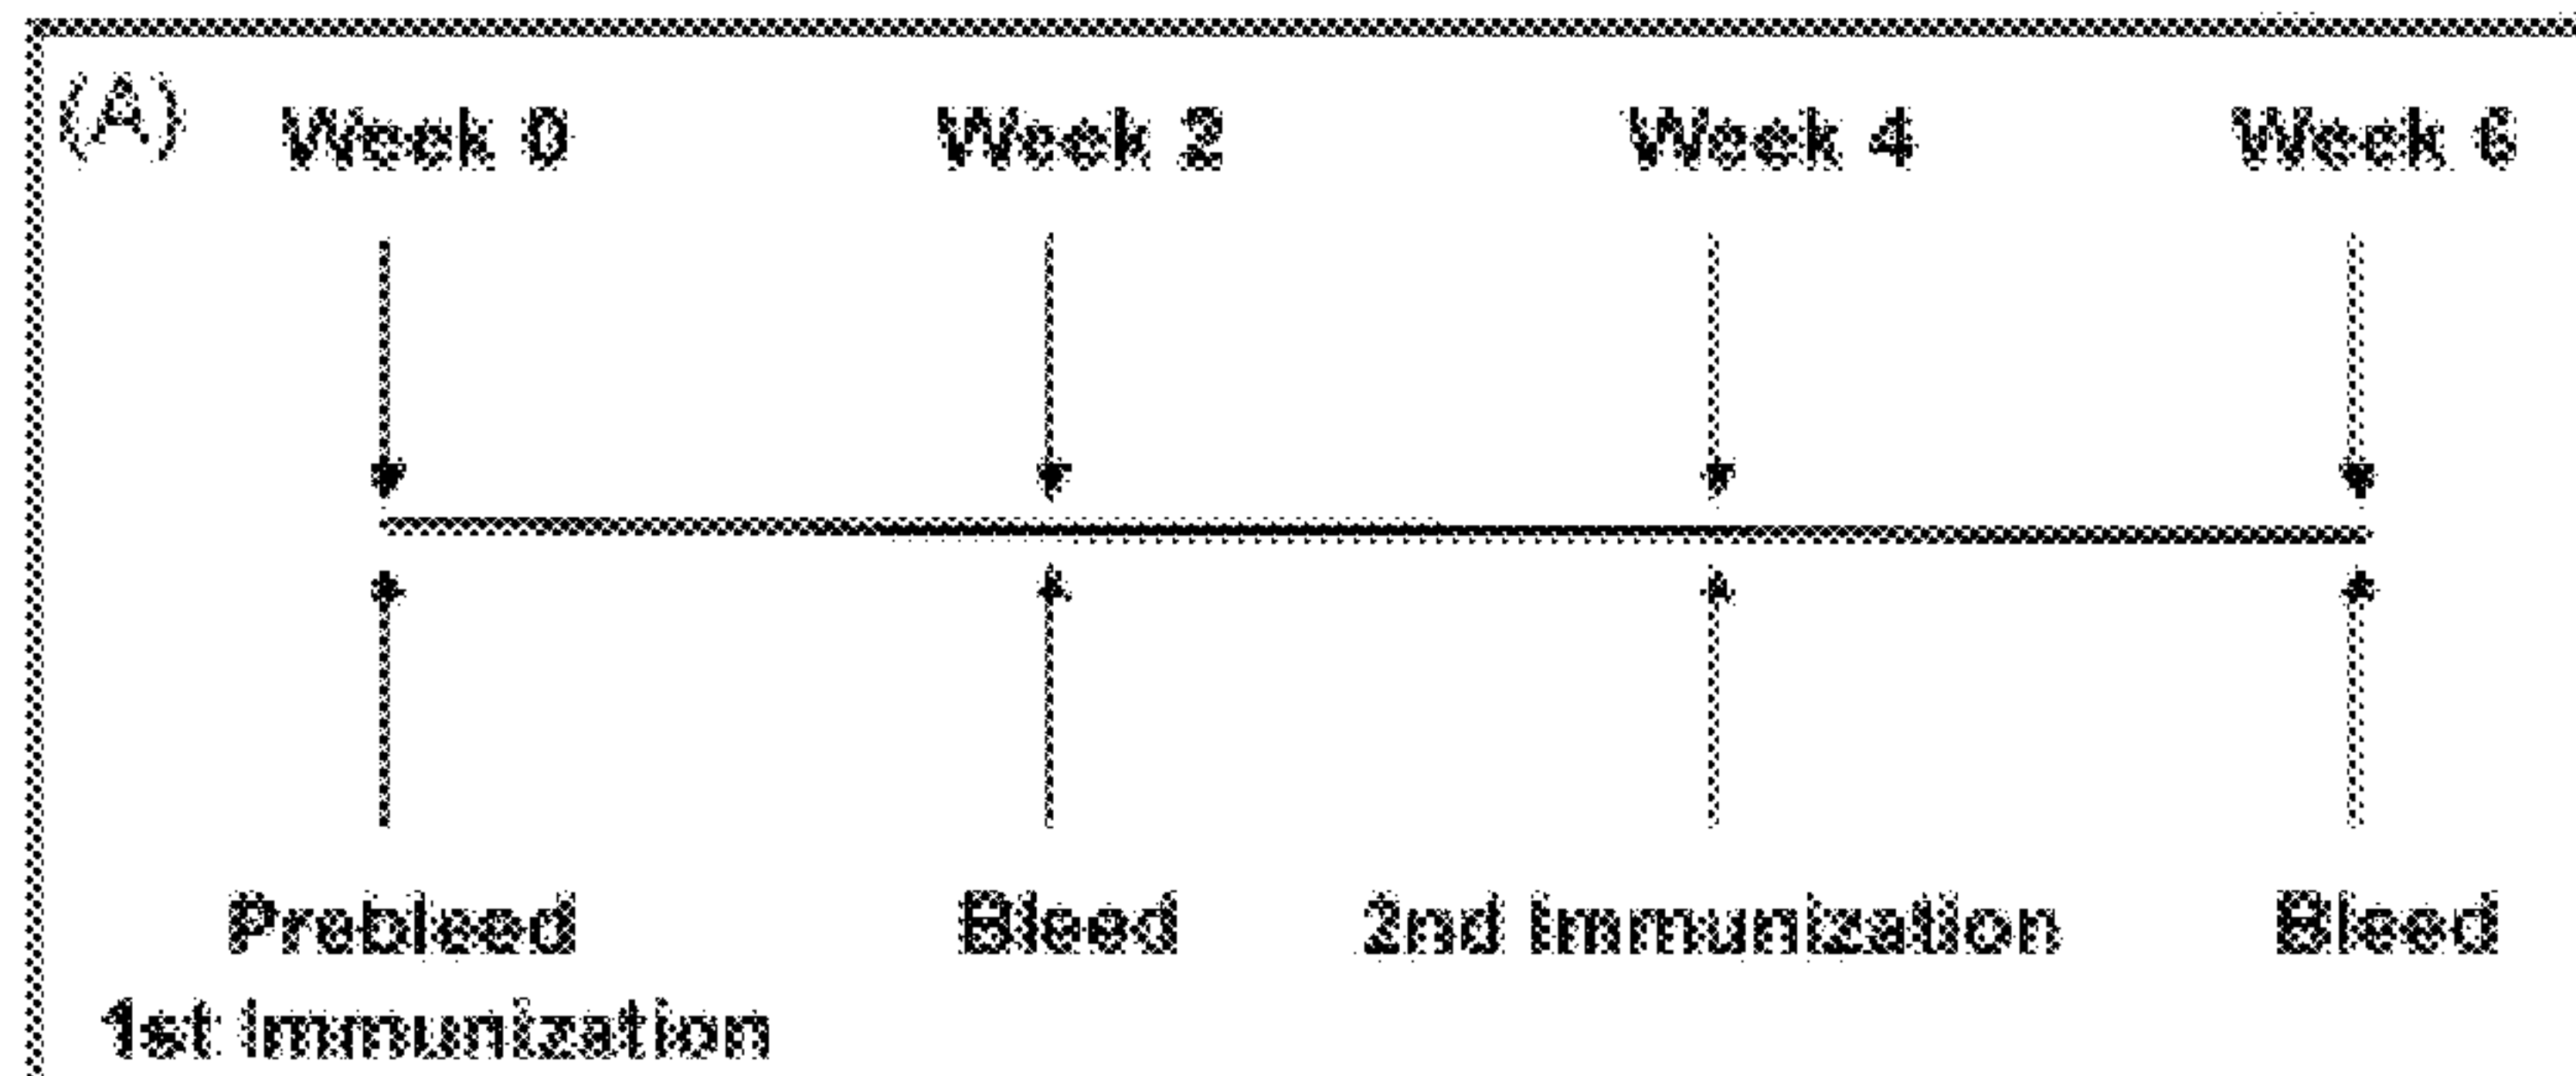 (A) Week 0 Week 2 Week 4 Week 6
Prebleed Bleed 2nd Immunization Bleed
1st Immunization